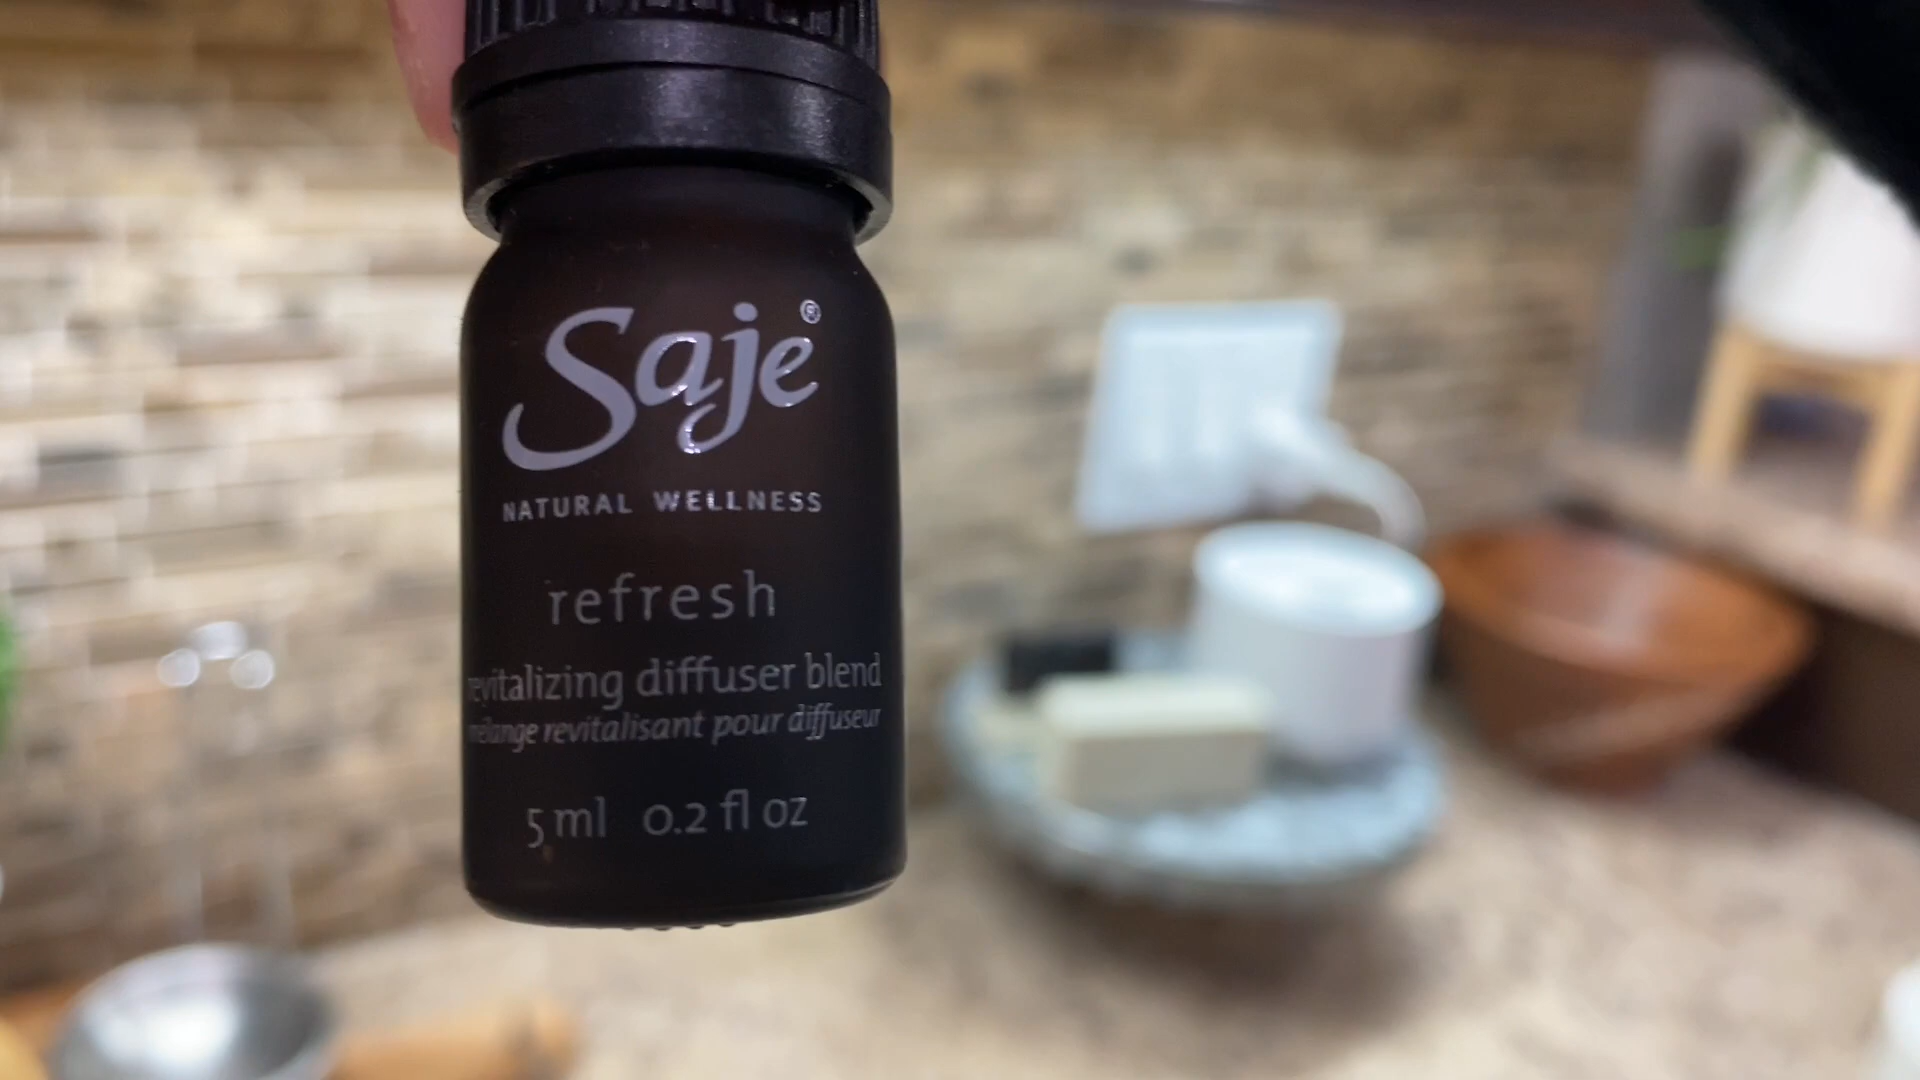 Saje®
NATURAL WELLNESS
refresh
revitalizing diffuser blend
mélange revitalisant pour diffuseur
5 ml 0.2 fl oz